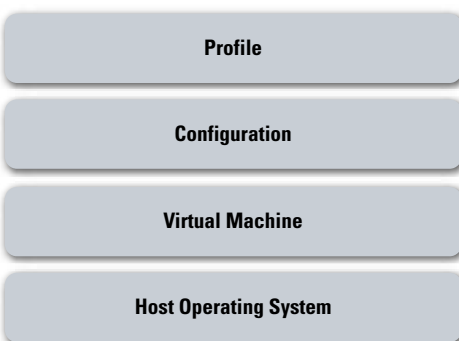 Profile
Configuration
Virtual Machine
Host Operating System